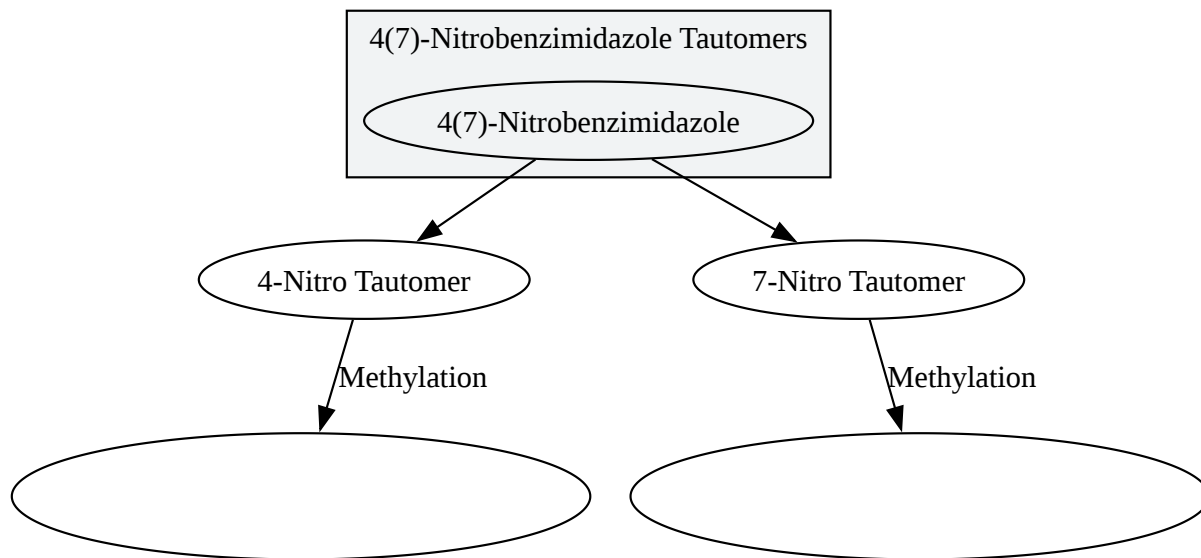 4(7)-Nitrobenzimidazole Tautomers
4(7)-Nitrobenzimidazole
4-Nitro Tautomer
7-Nitro Tautomer
Methylation
Methylation